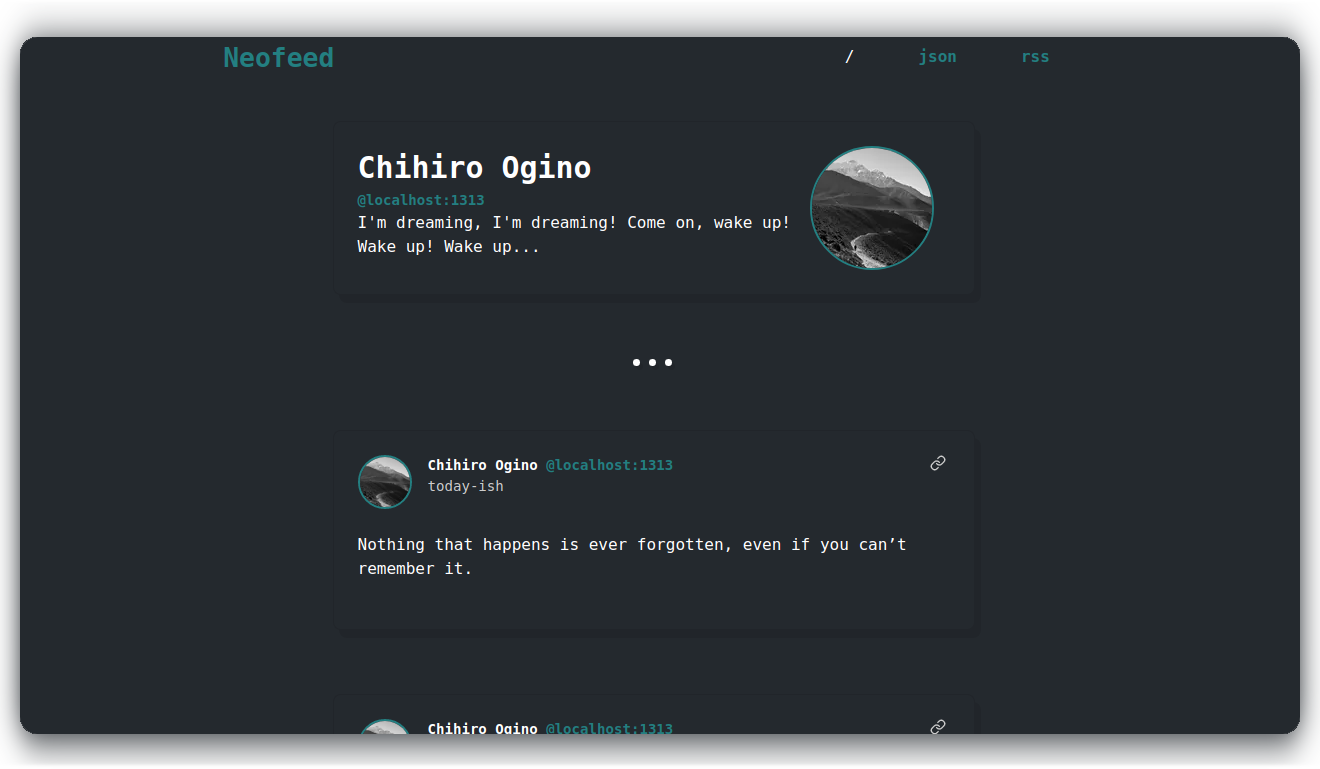 Neofeed / json rss
Chihiro Ogino
@localhost:1313
I'm dreaming, I'm dreaming! Come on, wake up!
Wake up! Wake up...
Chihiro Ogino @localhost:1313
today-ish
Nothing that happens is ever forgotten, even if you can’t
remember it.
Chihiro Ogino @localhost:1313